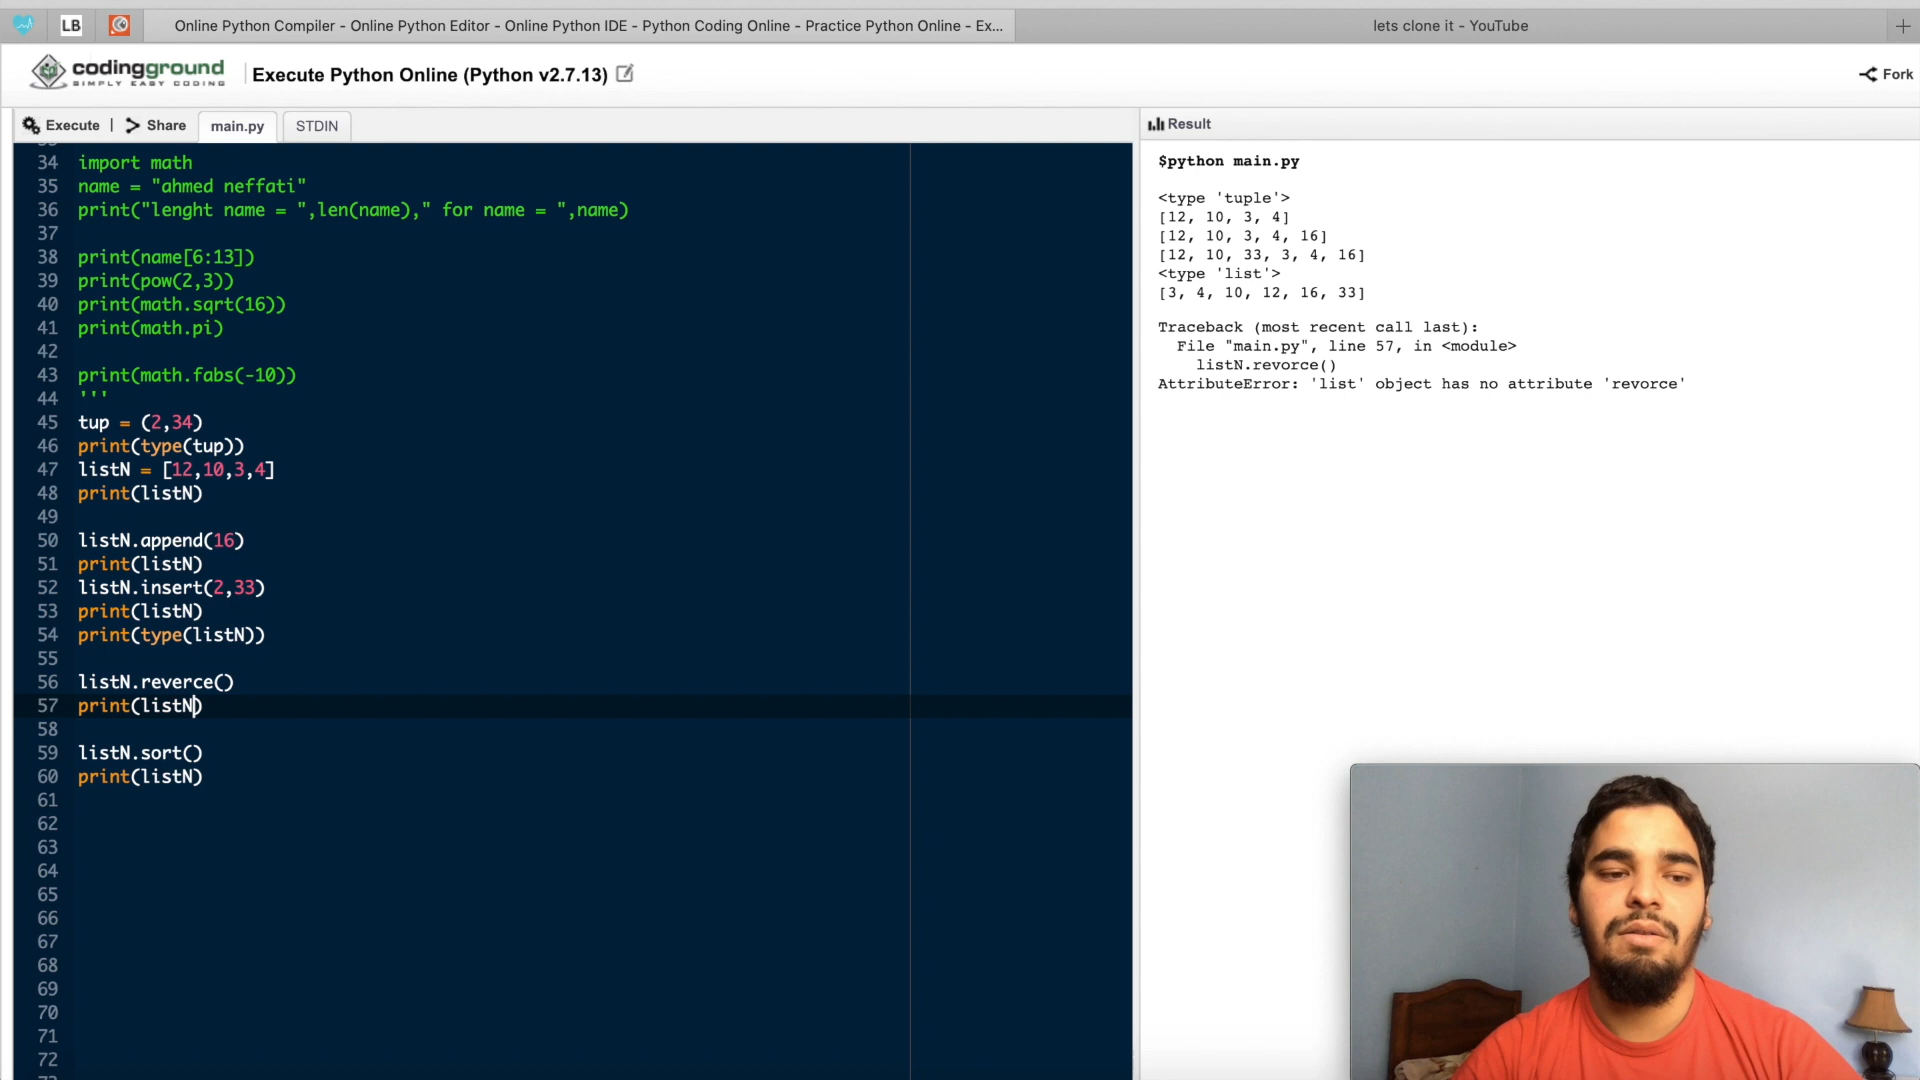 LB
Online Python Compiler - Online Python Editor - Online Python IDE - Python Coding Online - Practice Python Online - Ex...
lets clone it - YouTube
codingground
SIMPLY EASY CODING
Execute Python Online (Python v2.7.13)
Fork
Execute | Share main.py STDIN
Result
34 import math
35 name = "ahmed neffati"
36 print("lenght name = ",len(name)," for name = ",name)
37
38 print(name[6:13])
39 print(pow(2,3))
40 print(math.sqrt(16))
41 print(math.pi)
42
43 print(math.fabs(-10))
44 '''
45 tup = (2,34)
46 print(type(tup))
47 listN = [12,10,3,4]
48 print(listN)
49
50 listN.append(16)
51 print(listN)
52 listN.insert(2,33)
53 print(listN)
54 print(type(listN))
55
56 listN.reverce()
57 print(listN)
58
59 listN.sort()
60 print(listN)
61
62
63
64
65
66
67
68
69
70
71
72
$python main.py
<type 'tuple'>
[12, 10, 3, 4]
[12, 10, 3, 4, 16]
[12, 10, 33, 3, 4, 16]
<type 'list'>
[3, 4, 10, 12, 16, 33]
Traceback (most recent call last):
File "main.py", line 57, in <module>
listN.revorce()
AttributeError: 'list' object has no attribute 'revorce'